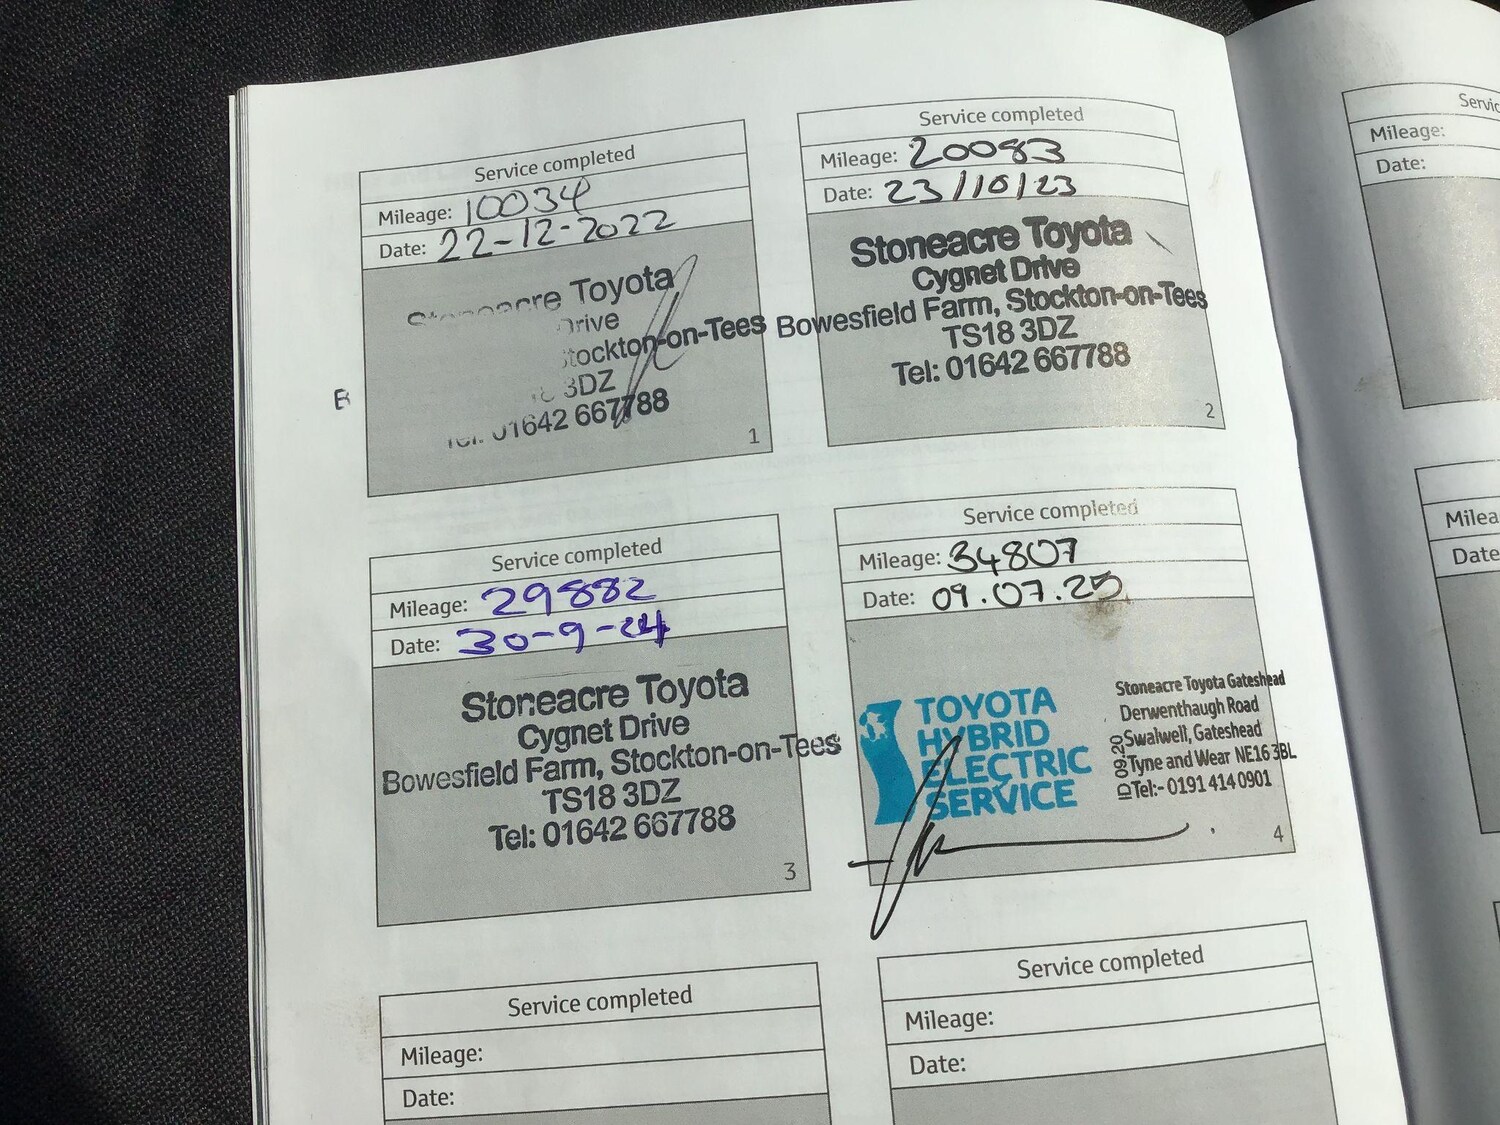 Service completed
Mileage: 10034
Date: 22-12-2022
Stoneacre Toyota
Drive
Stockton-on-Tees
3DZ
Tel: 01642 667788
1
B
Service completed
Mileage: 20083
Date: 23/10/23
Stoneacre Toyota
Cygnet Drive
Bowesfield Farm, Stockton-on-Tees
TS18 3DZ
Tel: 01642 667788
2
Service completed
Mileage: 29882
Date: 30-9-24
Stoneacre Toyota
Cygnet Drive
Bowesfield Farm, Stockton-on-Tees
TS18 3DZ
Tel: 01642 667788
3
Service completed
Mileage: 34807
Date: 09.07.25
TOYOTA
HYBRID
ELECTRIC
SERVICE
Stoneacre Toyota Gateshead
Derwenthaugh Road
Swalwell, Gateshead
Tyne and Wear NE16 3BL
Tel:- 0191 414 0901
4
Service completed
Mileage:
Date:
Service completed
Mileage:
Date:
Mileage:
Date:
Date